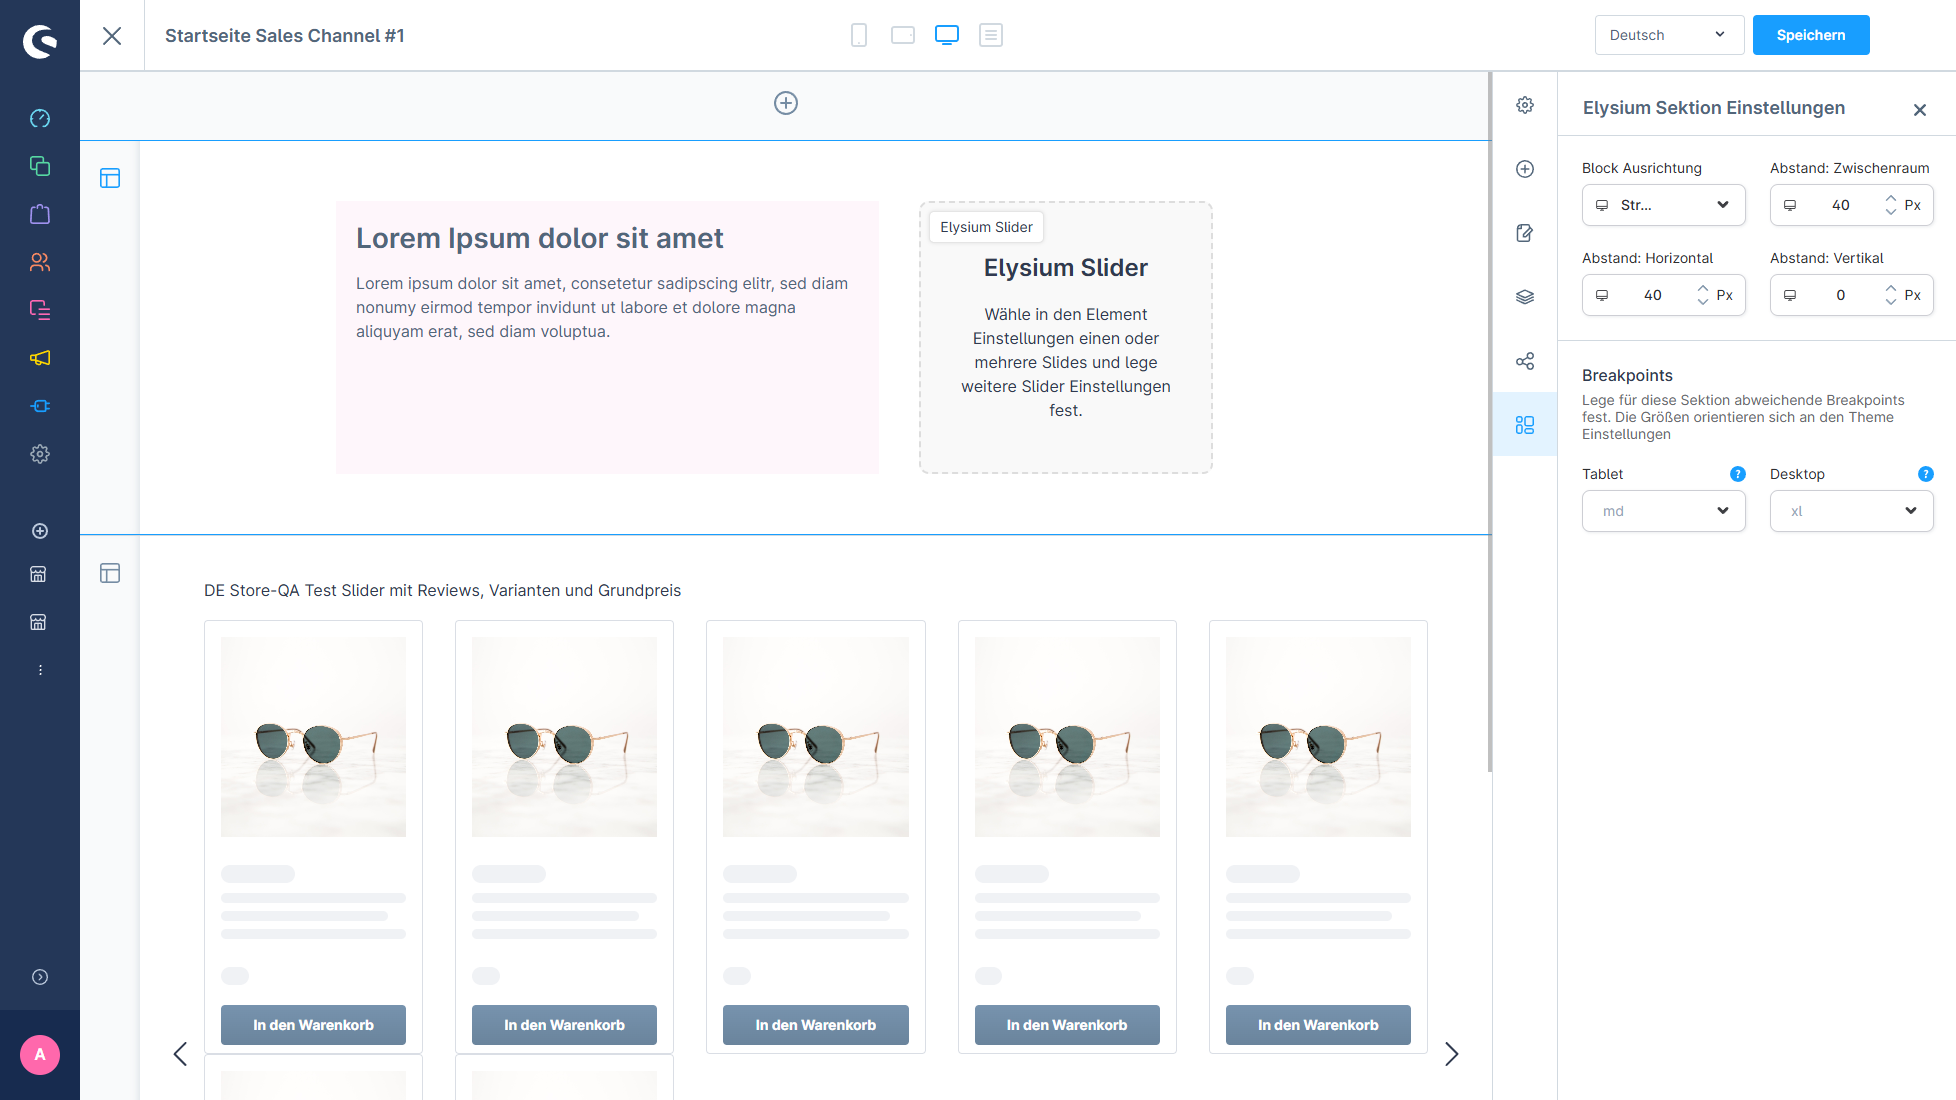 Startseite Sales Channel #1
Deutsch
Speichern
Lorem Ipsum dolor sit amet
Lorem ipsum dolor sit amet, consetetur sadipscing elitr, sed diam
nonumy eirmod tempor invidunt ut labore et dolore magna
aliquyam erat, sed diam voluptua.
Elysium Slider
Elysium Slider
Wähle in den Element
Einstellungen einen oder
mehrere Slides und lege
weitere Slider Einstellungen
fest.
DE Store-QA Test Slider mit Reviews, Varianten und Grundpreis
In den Warenkorb
In den Warenkorb
In den Warenkorb
In den Warenkorb
In den Warenkorb
A
Elysium Sektion Einstellungen
Block Ausrichtung
Abstand: Zwischenraum
Str...
40 Px
Abstand: Horizontal
Abstand: Vertikal
40 Px
0 Px
Breakpoints
Lege für diese Sektion abweichende Breakpoints
fest. Die Größen orientieren sich an den Theme
Einstellungen
Tablet ?
Desktop ?
md
xl